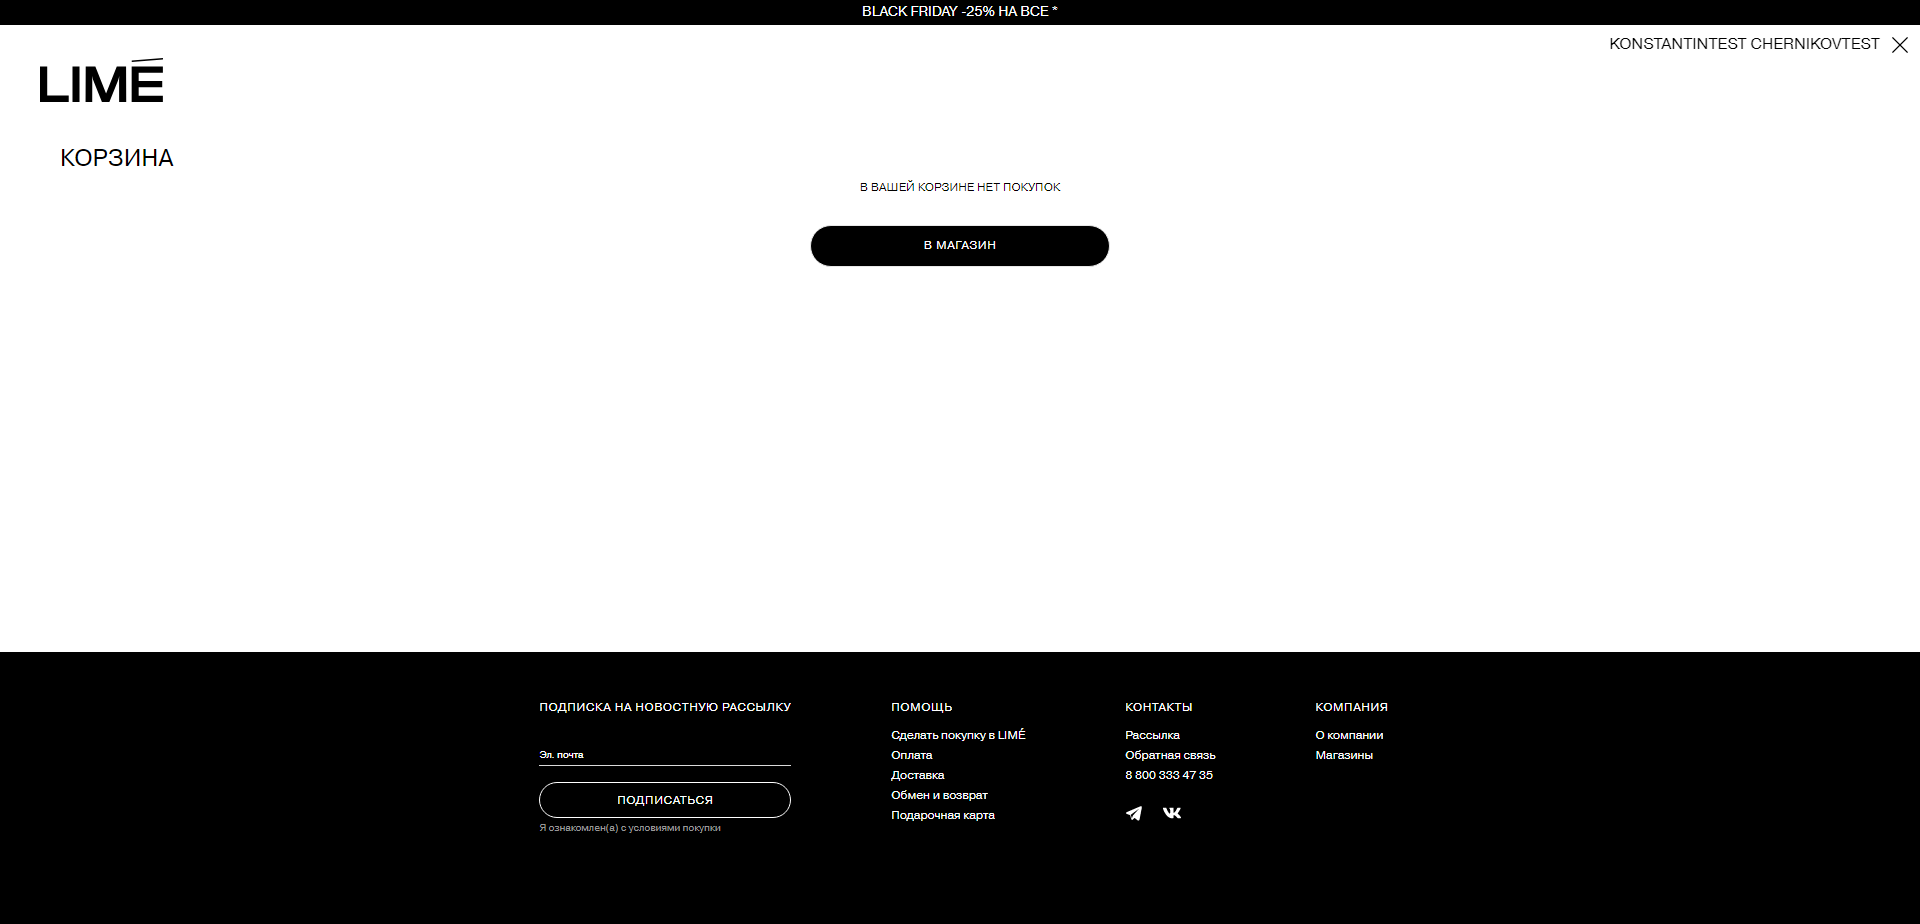 BLACK FRIDAY -25% НА ВСЕ *
KONSTANTINTEST CHERNIKOVTEST
LIMÉ
КОРЗИНА
В ВАШЕЙ КОРЗИНЕ НЕТ ПОКУПОК
В МАГАЗИН
ПОДПИСКА НА НОВОСТНУЮ РАССЫЛКУ
Эл. почта
ПОДПИСАТЬСЯ
Я ознакомлен(а) с условиями покупки
ПОМОЩЬ
Сделать покупку в LIMÉ
Оплата
Доставка
Обмен и возврат
Подарочная карта
КОНТАКТЫ
Рассылка
Обратная связь
8 800 333 47 35
КОМПАНИЯ
О компании
Магазины